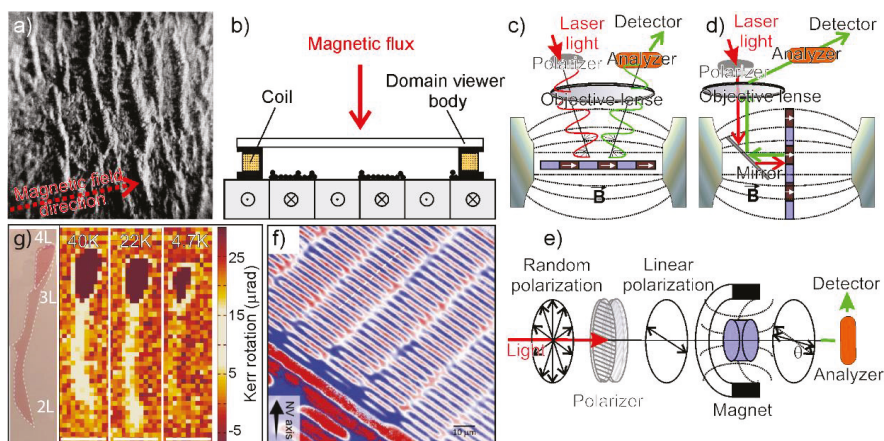 a)
Magnetic field
direction
b)
Magnetic flux
Coil
Domain viewer
body
c)
Laser
light
Detector
Polarizer
Analyzer
Objective lense
B
d)
Laser
light
Detector
Polarizer
Analyzer
Objective lense
Mirror
B
e)
Random
polarization
Linear
polarization
Detector
Light
θ
Polarizer
Magnet
Analyzer
f)
NV axis
10 μm
g)
4L
3L
2L
40K
22K
4.7K
25
15
5
-5
Kerr rotation (μrad)